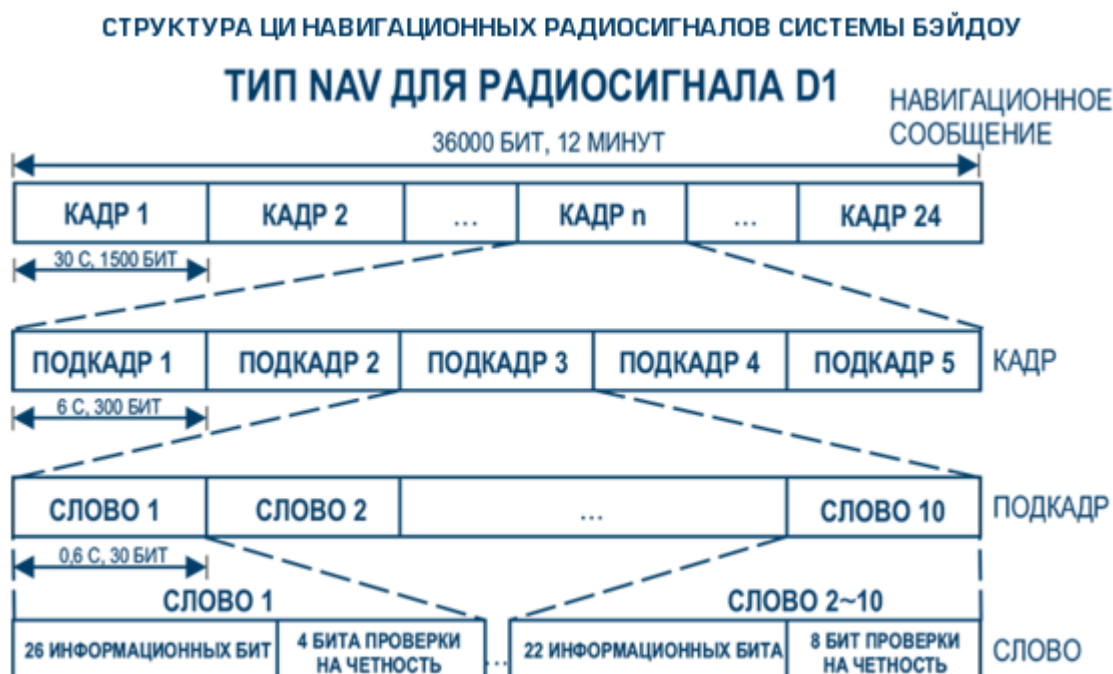 СТРУКТУРА ЦИ НАВИГАЦИОННЫХ РАДИОСИГНАЛОВ СИСТЕМЫ БЭЙДОУ
ТИП NAV ДЛЯ РАДИОСИГНАЛА D1
НАВИГАЦИОННОЕ
СООБЩЕНИЕ
36000 БИТ, 12 МИНУТ
КАДР 1 КАДР 2 ... КАДР n ... КАДР 24
30 С, 1500 БИТ
ПОДКАДР 1 ПОДКАДР 2 ПОДКАДР 3 ПОДКАДР 4 ПОДКАДР 5 КАДР
6 С, 300 БИТ
СЛОВО 1 СЛОВО 2 ... СЛОВО 10 ПОДКАДР
0,6 С, 30 БИТ
СЛОВО 1 СЛОВО 2~10
26 ИНФОРМАЦИОННЫХ БИТ 4 БИТА ПРОВЕРКИ
НА ЧЕТНОСТЬ ... 22 ИНФОРМАЦИОННЫХ БИТА 8 БИТ ПРОВЕРКИ
НА ЧЕТНОСТЬ СЛОВО